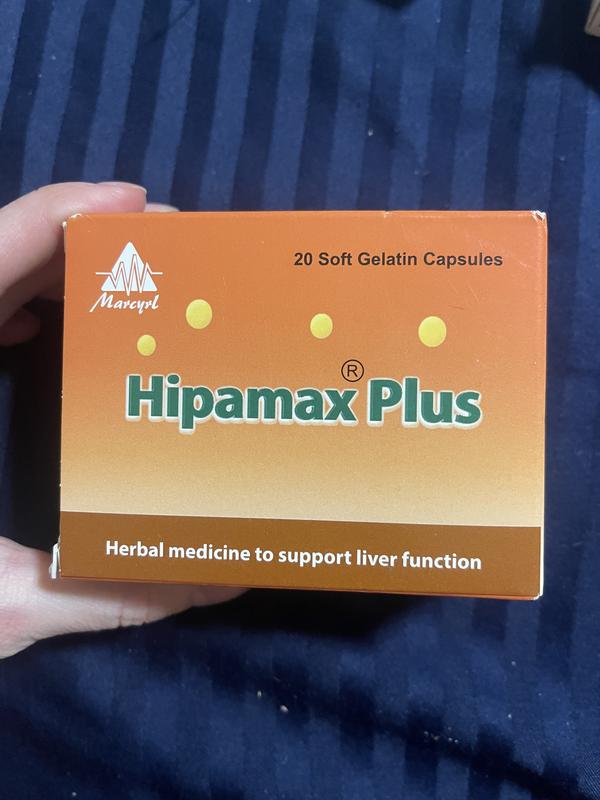 20 Soft Gelatin Capsules
Marcyrl
Hipamax® Plus
Herbal medicine to support liver function